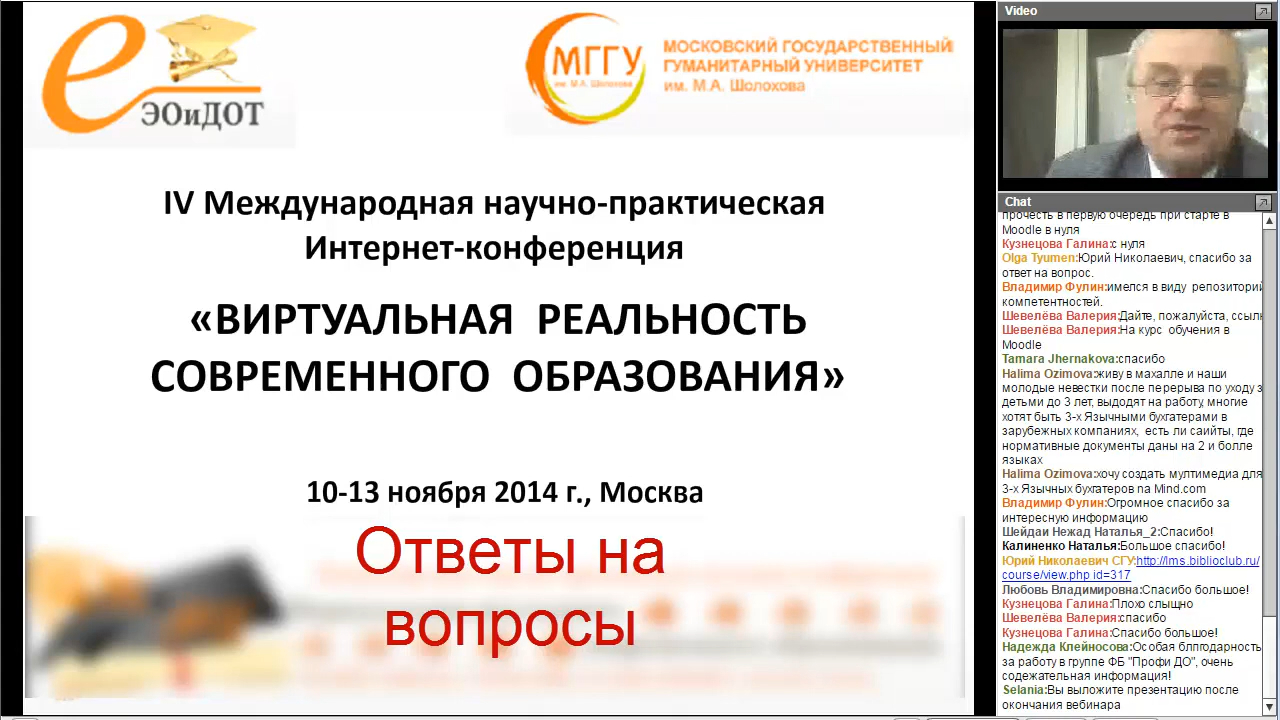 ЭОиДОТ
МГГУ
им. М.А. Шолохова
МОСКОВСКИЙ ГОСУДАРСТВЕННЫЙ
ГУМАНИТАРНЫЙ УНИВЕРСИТЕТ
им. М.А. Шолохова
IV Международная научно-практическая
Интернет-конференция
«ВИРТУАЛЬНАЯ РЕАЛЬНОСТЬ
СОВРЕМЕННОГО ОБРАЗОВАНИЯ»
10-13 ноября 2014 г., Москва
Ответы на
вопросы
Video
Chat
прочесть в первую очередь при старте в
Moodle в нуля
Кузнецова Галина:с нуля
Olga Tyumen:Юрий Николаевич, спасибо за
ответ на вопрос.
Владимир Фулин:имелся в виду репозиторий
компетентностей.
Шевелёва Валерия:Дайте, пожалуйста, ссылк
Шевелёва Валерия:На курс обучения в
Moodle
Tamara Jhernakova:спасибо
Halima Ozimova:живу в махалле и наши
молодые невестки после перерыва по уходу з
детьми до 3 лет, выдодят на работу, многие
хотят быть 3-х Язычными бухгатерами в
зарубежных компаниях, есть ли саийты, где
нормативные документы даны на 2 и болле
языках
Halima Ozimova:хочу создать мултимедиа для
3-х Язычных бухгатеров na Mind.com
Владимир Фулин:Огромное спасибо за
интересную информацию
Шейдаи Нежад Наталья_2:Спасибо!
Калиненко Наталья:Большое спасибо!
Юрий Николаевич СГУ:http://lms.biblioclub.ru/
course/view.php id=317
Любовь Владимировна:Спасибо большое!
Кузнецова Галина:Плохо слыщно
Шевелёва Валерия:спасибо
Кузнецова Галина:Спасибо большое!
Надежда Клейносова:Особая блпгодарность
за работу в группе ФБ "Профи ДО", очень
содежательная информация!
Selania:Вы выложите презентацию после
окончания вебинара